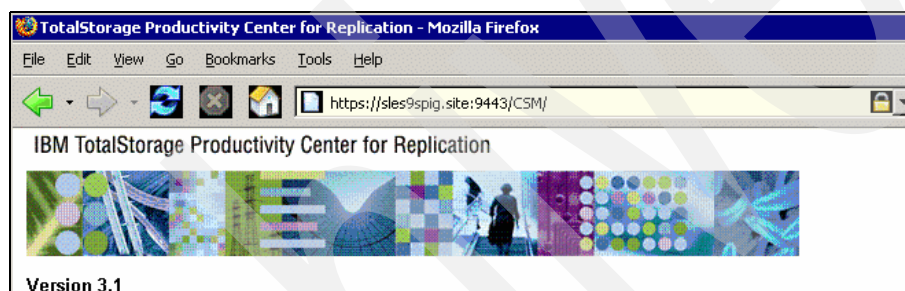 TotalStorage Productivity Center for Replication - Mozilla Firefox
File Edit View Go Bookmarks Tools Help
https://sles9spig.site:9443/CSM/
IBM TotalStorage Productivity Center for Replication
Version 3.1